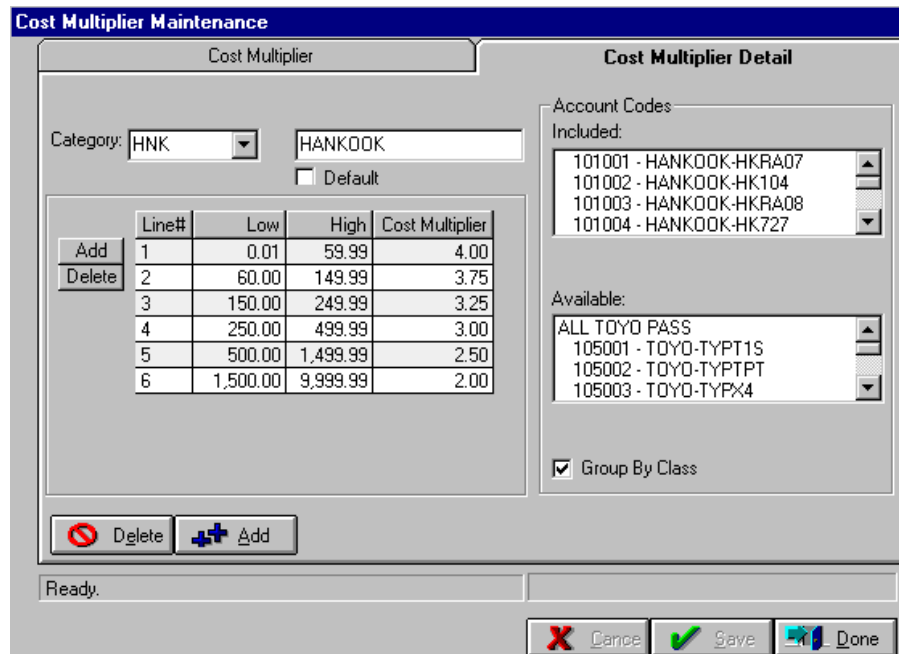 Cost Multiplier Maintenance
Cost Multiplier
Cost Multiplier Detail
Category: HNK HANKOOK
Default
Add
Delete
Line# Low High Cost Multiplier
1 0.01 59.99 4.00
2 60.00 149.99 3.75
3 150.00 249.99 3.25
4 250.00 499.99 3.00
5 500.00 1,499.99 2.50
6 1,500.00 9,999.99 2.00
Account Codes
Included:
101001 - HANKOOK-HKRA07
101002 - HANKOOK-HK104
101003 - HANKOOK-HKRA08
101004 - HANKOOK-HK727
Available:
ALL TOYO PASS
105001 - TOYO-TYPT1S
105002 - TOYO-TYPTPT
105003 - TOYO-TYPX4
Group By Class
Delete Add
Ready.
Cance Save Done